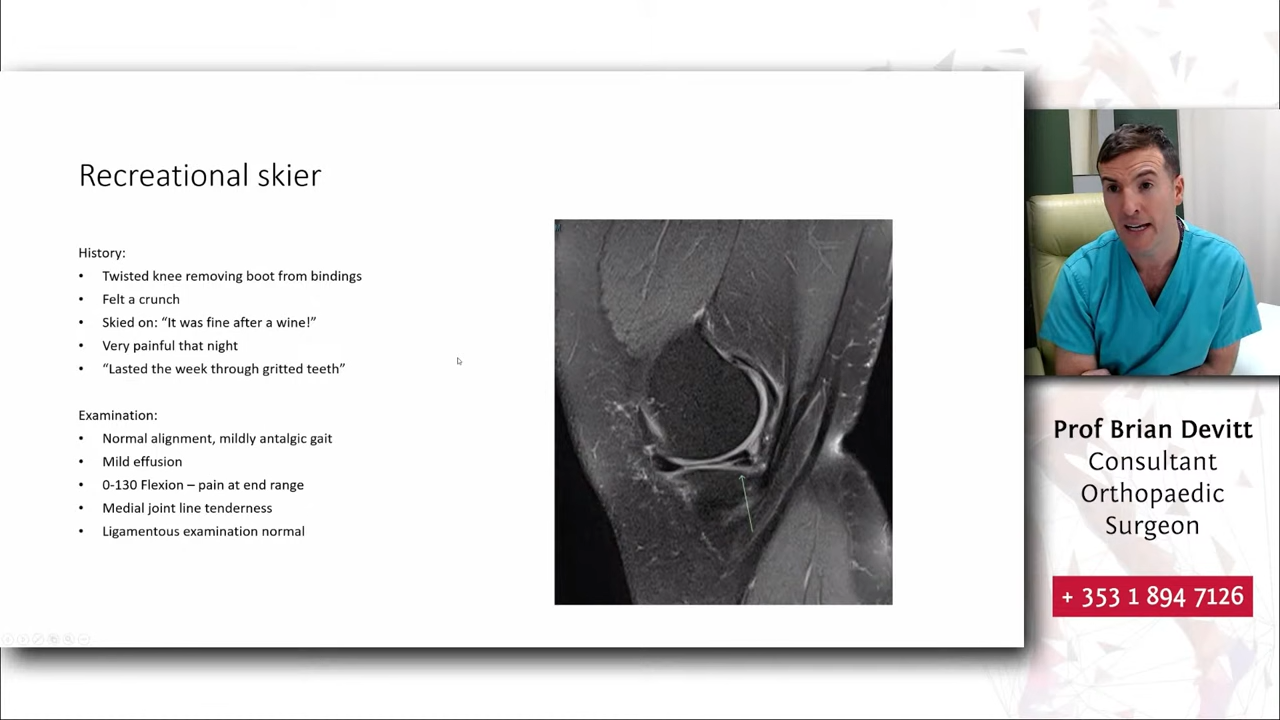 Recreational skier
History:
• Twisted knee removing boot from bindings
• Felt a crunch
• Skied on: “It was fine after a wine!”
• Very painful that night
• “Lasted the week through gritted teeth”
Examination:
• Normal alignment, mildly antalgic gait
• Mild effusion
• 0-130 Flexion – pain at end range
• Medial joint line tenderness
• Ligamentous examination normal
Prof Brian Devitt
Consultant
Orthopaedic
Surgeon
+ 353 1 894 7126